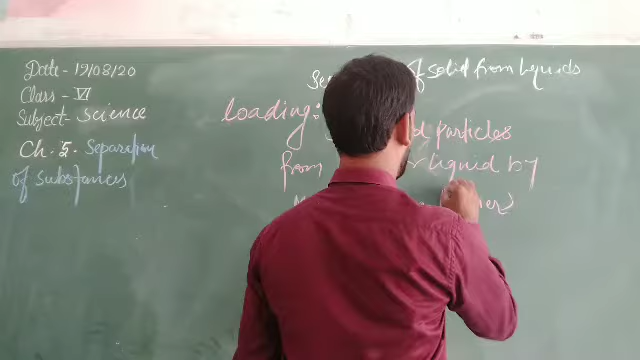 Date - 19/08/20
Class - VI
Subject - Science
Ch. 5. Separation
of substances
of solid from liquids
loading:
particles
from liquid by